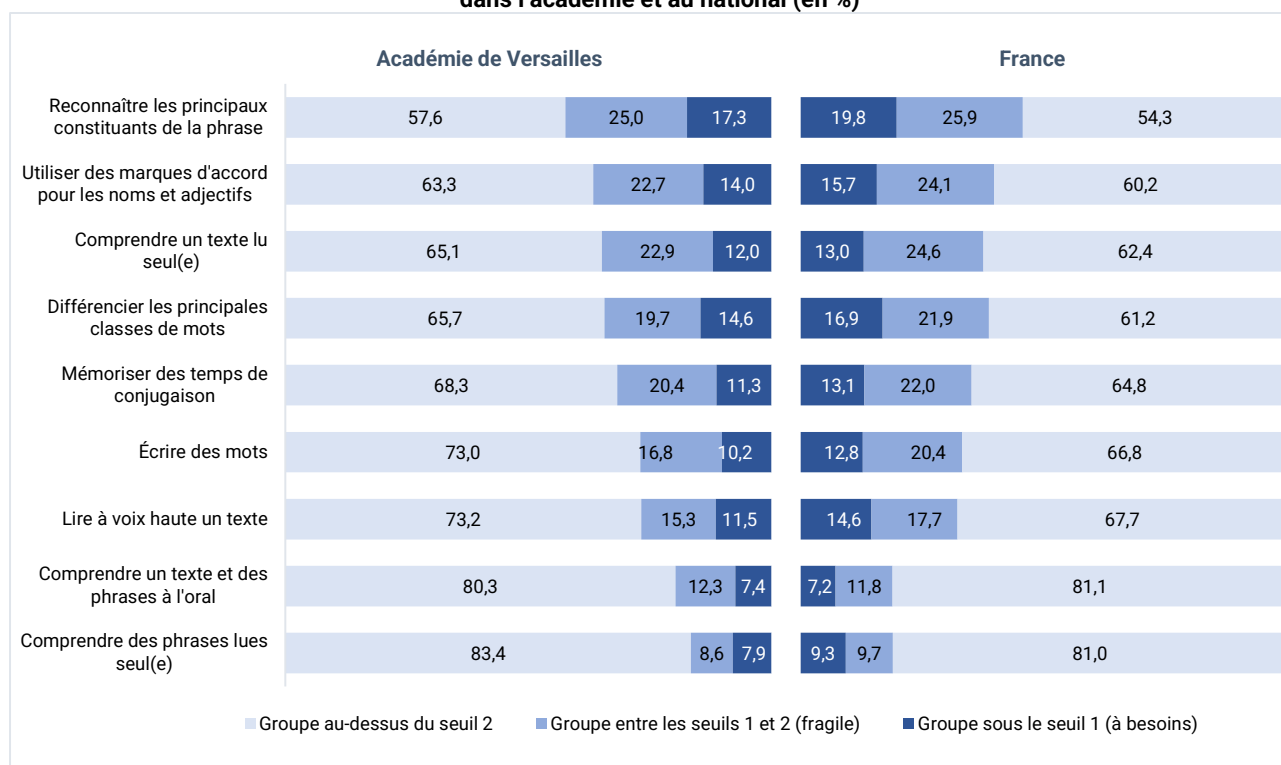 dans l'académie et au national (en %)
Académie de Versailles
France
Reconnaître les principaux
constituants de la phrase
57,6 25,0 17,3 19,8 25,9 54,3
Utiliser des marques d'accord
pour les noms et adjectifs
63,3 22,7 14,0 15,7 24,1 60,2
Comprendre un texte lu
seul(e)
65,1 22,9 12,0 13,0 24,6 62,4
Différencier les principales
classes de mots
65,7 19,7 14,6 16,9 21,9 61,2
Mémoriser des temps de
conjugaison
68,3 20,4 11,3 13,1 22,0 64,8
Écrire des mots
73,0 16,8 10,2 12,8 20,4 66,8
Lire à voix haute un texte
73,2 15,3 11,5 14,6 17,7 67,7
Comprendre un texte et des
phrases à l'oral
80,3 12,3 7,4 7,2 11,8 81,1
Comprendre des phrases lues
seul(e)
83,4 8,6 7,9 9,3 9,7 81,0
Groupe au-dessus du seuil 2
Groupe entre les seuils 1 et 2 (fragile)
Groupe sous le seuil 1 (à besoins)